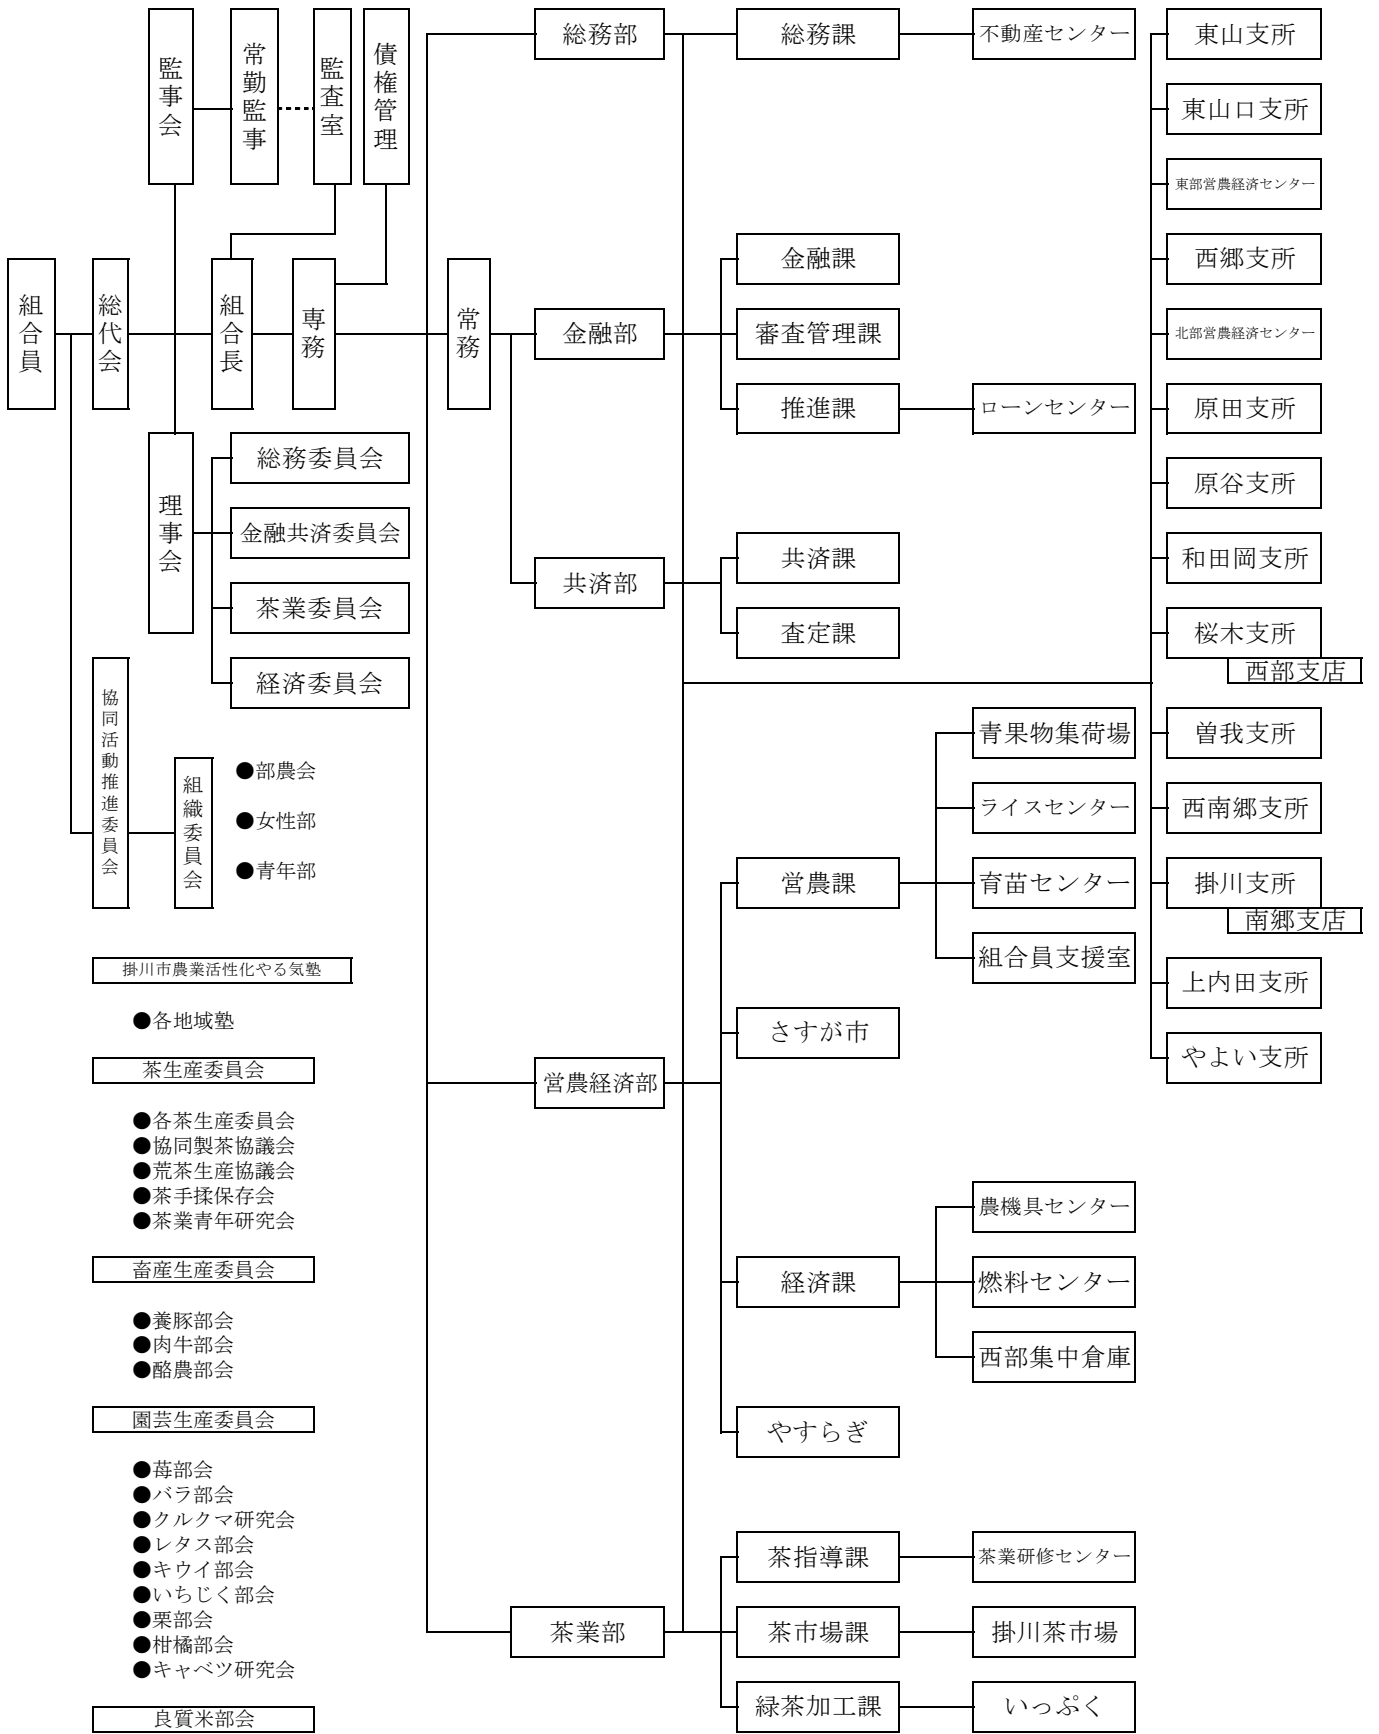 監事会
常勤監事
監査室
債権管理
組合員
総代会
組合長
専務
常務
理事会
総務委員会
金融共済委員会
茶業委員会
経済委員会
協同活動推進委員会
組織委員会
●部農会
●女性部
●青年部
掛川市農業活性化やる気塾
●各地域塾
茶生産委員会
●各茶生産委員会
●協同製茶協議会
●荒茶生産協議会
●茶手揉保存会
●茶業青年研究会
畜産生産委員会
●養豚部会
●肉牛部会
●酪農部会
園芸生産委員会
●苺部会
●バラ部会
●クルクマ研究会
●レタス部会
●キウイ部会
●いちじく部会
●栗部会
●柑橘部会
●キャベツ研究会
良質米部会
総務部
総務課
不動産センター
金融部
金融課
審査管理課
推進課
ローンセンター
共済部
共済課
査定課
営農経済部
営農課
青果物集荷場
ライスセンター
育苗センター
組合員支援室
さすが市
経済課
農機具センター
燃料センター
西部集中倉庫
やすらぎ
茶業部
茶指導課
茶業研修センター
茶市場課
掛川茶市場
緑茶加工課
いっぷく
東山支所
東山口支所
東部営農経済センター
西郷支所
北部営農経済センター
原田支所
原谷支所
和田岡支所
桜木支所
西部支店
曽我支所
西南郷支所
掛川支所
南郷支店
上内田支所
やよい支所